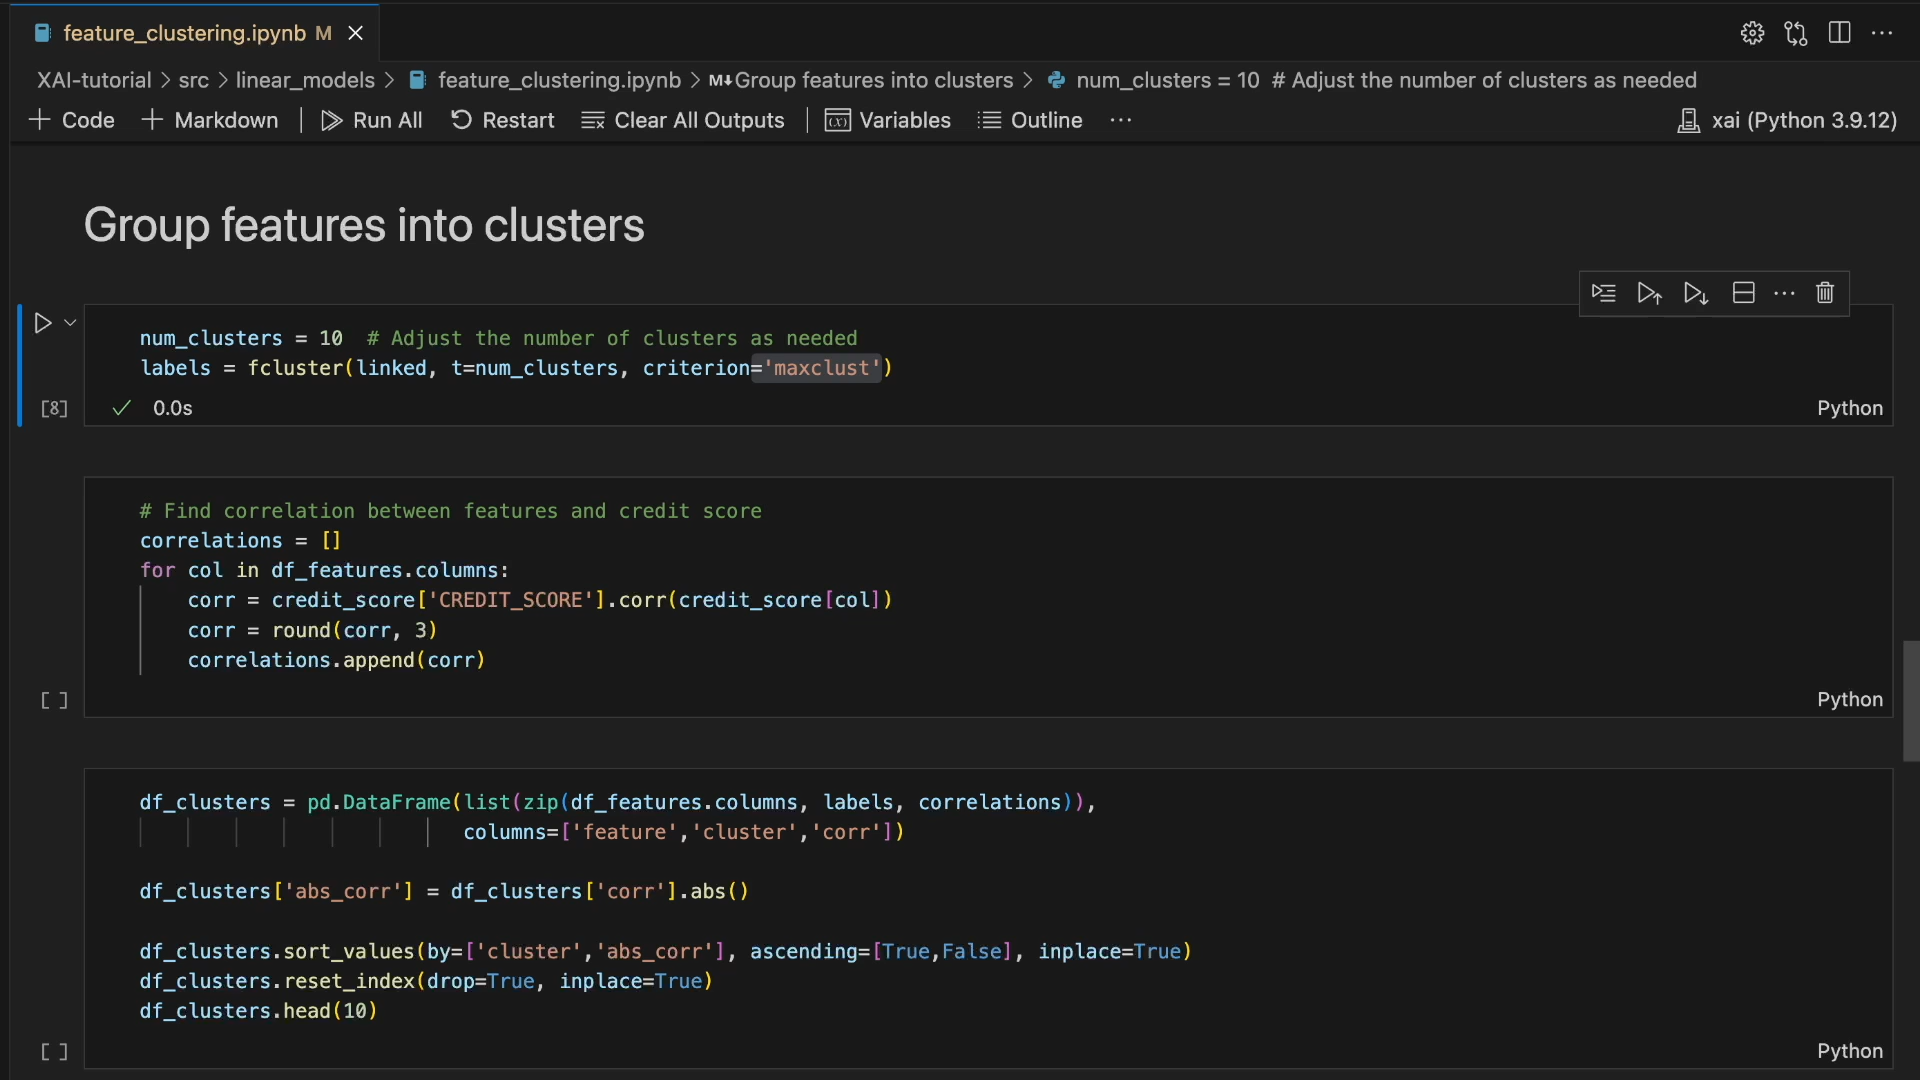 feature_clustering.ipynb M
XAI-tutorial > src > linear_models > feature_clustering.ipynb > M↓Group features into clusters > num_clusters = 10 # Adjust the number of clusters as needed
+ Code + Markdown | Run All Restart Clear All Outputs | Variables Outline ··· xai (Python 3.9.12)
Group features into clusters
num_clusters = 10  # Adjust the number of clusters as needed
labels = fcluster(linked, t=num_clusters, criterion='maxclust')
[8] ✓ 0.0s Python
# Find correlation between features and credit score
correlations = []
for col in df_features.columns:
    corr = credit_score['CREDIT_SCORE'].corr(credit_score[col])
    corr = round(corr, 3)
    correlations.append(corr)
[ ] Python
df_clusters = pd.DataFrame(list(zip(df_features.columns, labels, correlations)),
                           columns=['feature','cluster','corr'])
df_clusters['abs_corr'] = df_clusters['corr'].abs()
df_clusters.sort_values(by=['cluster','abs_corr'], ascending=[True,False], inplace=True)
df_clusters.reset_index(drop=True, inplace=True)
df_clusters.head(10)
[ ] Python